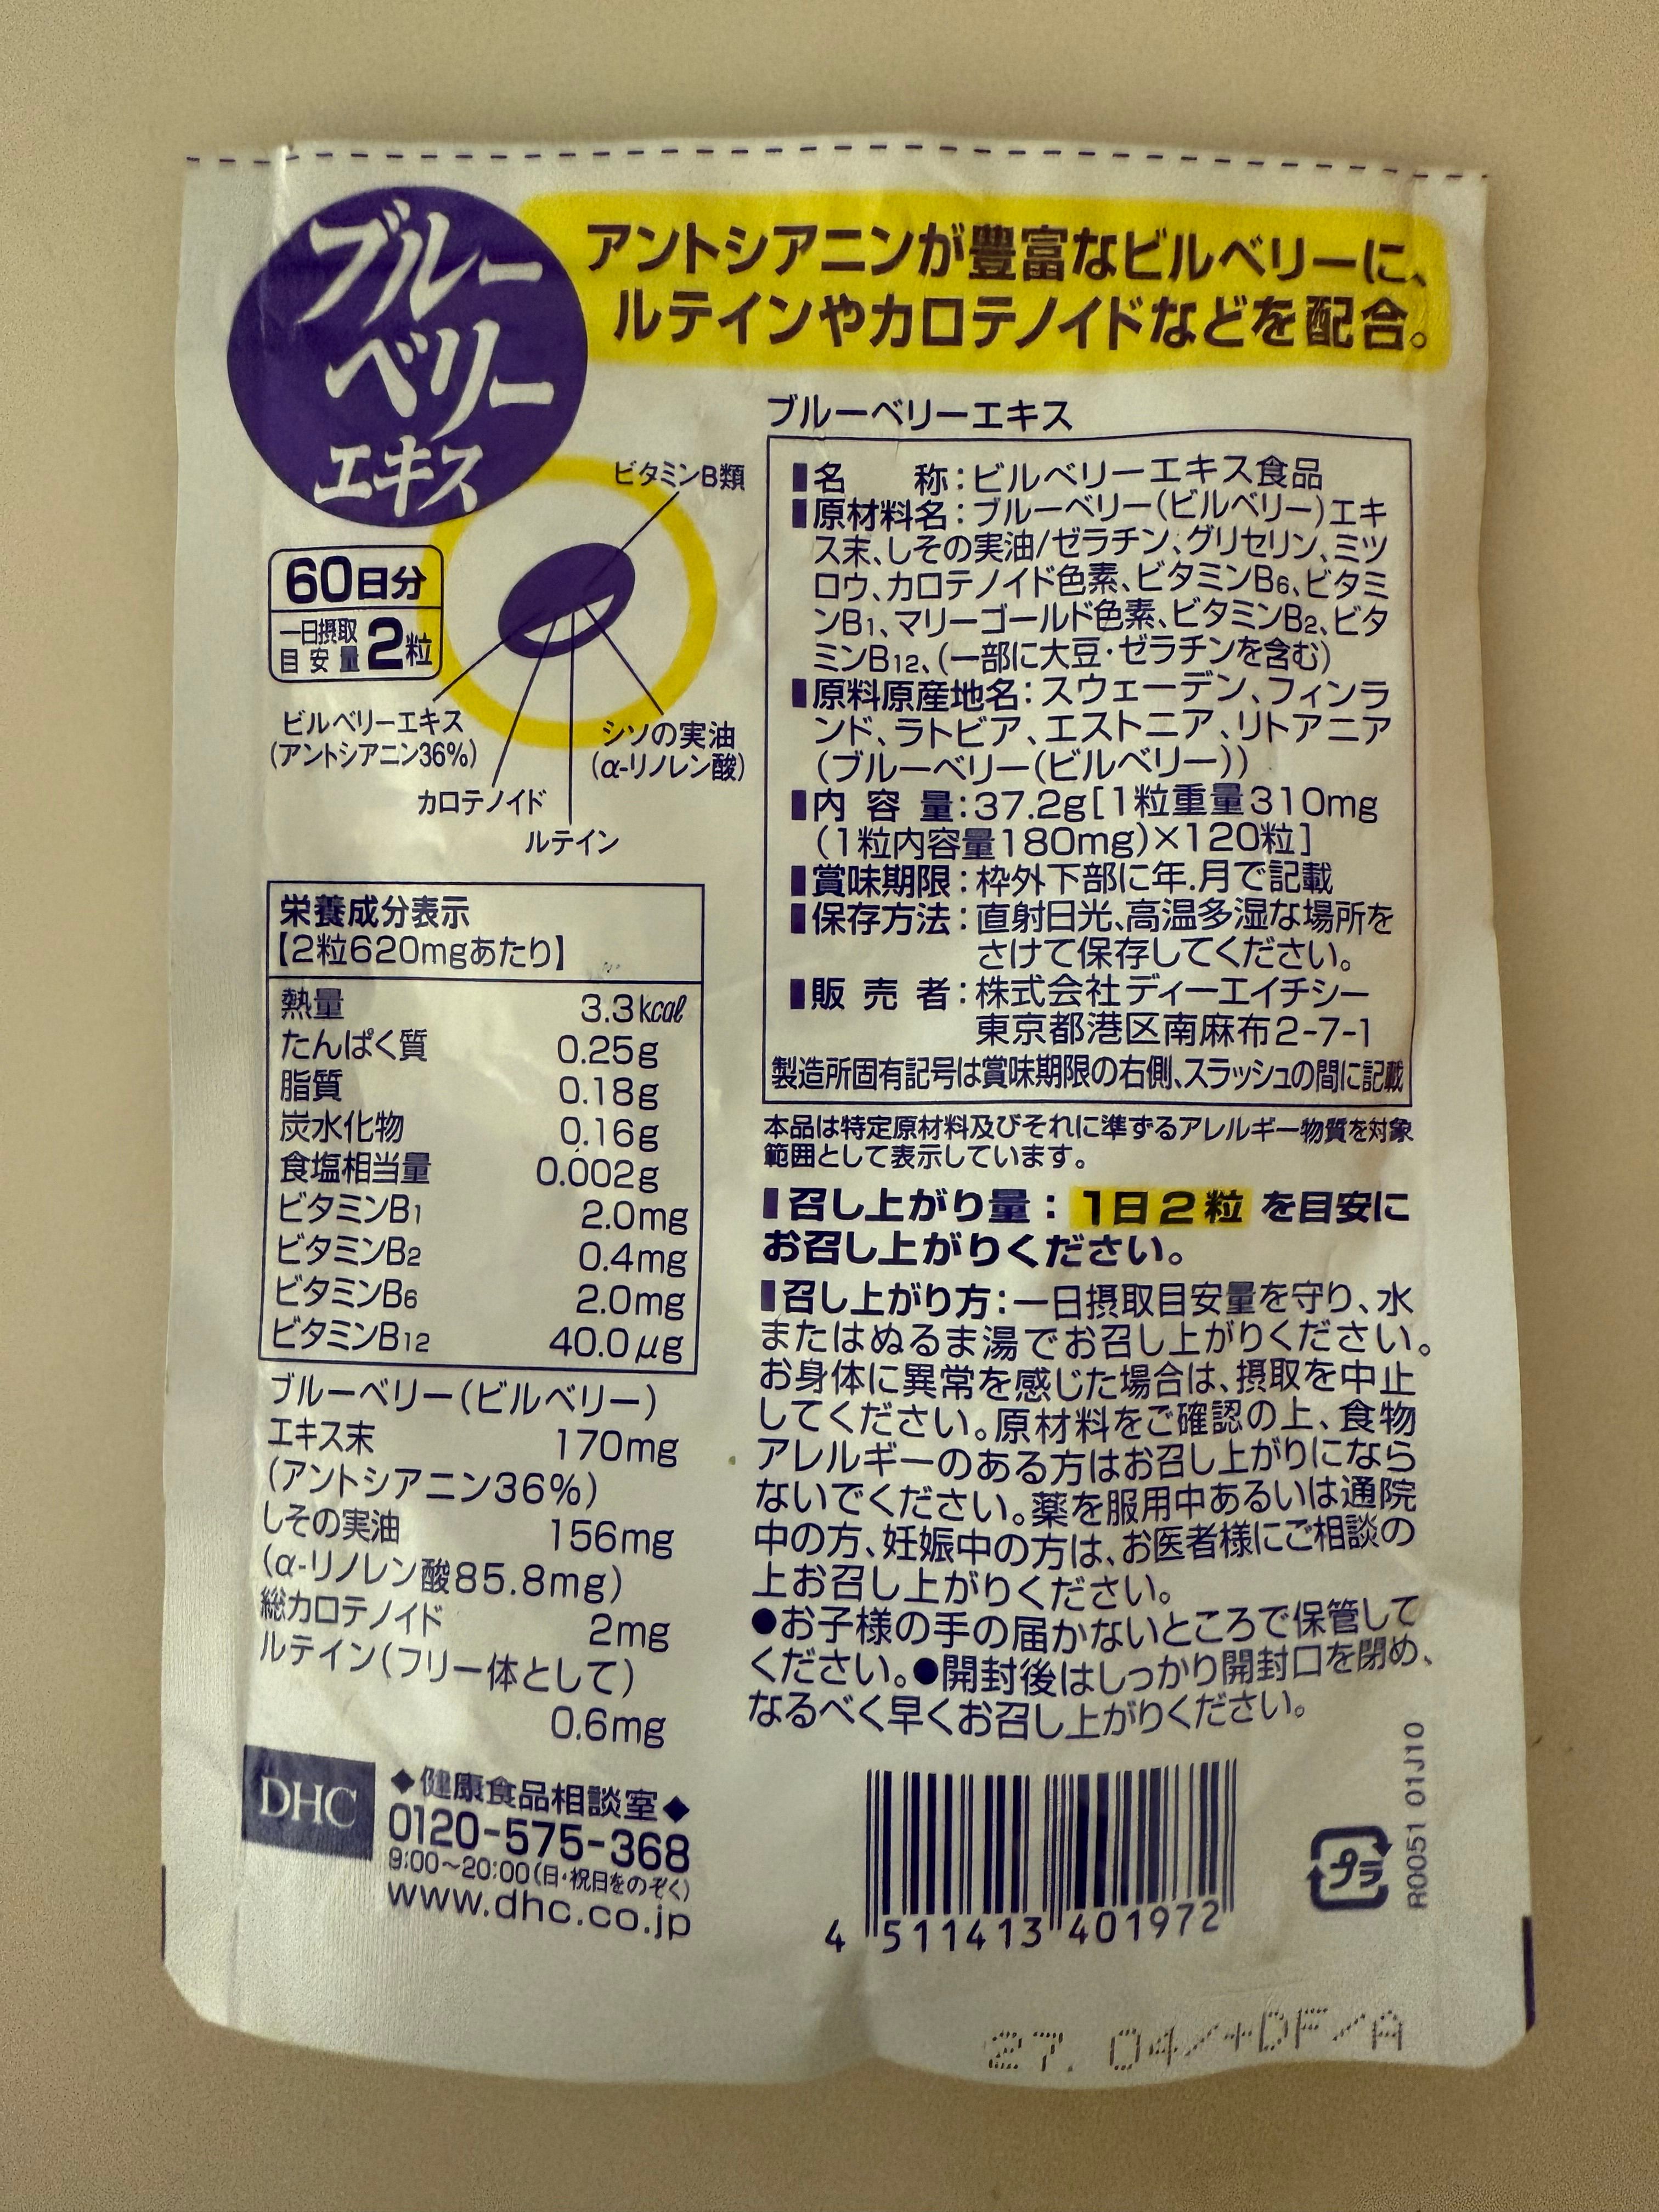 ブルー
ベリー
エキス
アントシアニンが豊富なビルベリーに、
ルテインやカロテノイドなどを配合。
60日分
一日摂取
目安量 2粒
ビタミンB類
ビルベリーエキス
(アントシアニン36%)
シソの実油
(α-リノレン酸)
カロテノイド
ルテイン
栄養成分表示
【2粒620mgあたり】
熱量 3.3kcal
たんぱく質 0.25g
脂質 0.18g
炭水化物 0.16g
食塩相当量 0.002g
ビタミンB1 2.0mg
ビタミンB2 0.4mg
ビタミンB6 2.0mg
ビタミンB12 40.0μg
ブルーベリー(ビルベリー)
エキス末 170mg
(アントシアニン36%)
しその実油 156mg
(α-リノレン酸85.8mg)
総カロテノイド 2mg
ルテイン(フリー体として)
0.6mg
DHC
◆健康食品相談室◆
0120-575-368
9:00～20:00(日・祝日をのぞく)
www.dhc.co.jp
ブルーベリーエキス
■名　　称：ビルベリーエキス食品
■原材料名：ブルーベリー(ビルベリー)エキ
ス末、しその実油/ゼラチン、グリセリン、ミツ
ロウ、カロテノイド色素、ビタミンB6、ビタミ
ンB1、マリーゴールド色素、ビタミンB2、ビタ
ミンB12、(一部に大豆・ゼラチンを含む)
■原料原産地名：スウェーデン、フィンラ
ンド、ラトビア、エストニア、リトアニア
(ブルーベリー(ビルベリー))
■内 容 量：37.2g[1粒重量310mg
(1粒内容量180mg)×120粒]
■賞味期限：枠外下部に年.月で記載
■保存方法：直射日光、高温多湿な場所を
さけて保存してください。
■販 売 者：株式会社ディーエイチシー
東京都港区南麻布2-7-1
製造所固有記号は賞味期限の右側、スラッシュの間に記載
本品は特定原材料及びそれに準ずるアレルギー物質を対象
範囲として表示しています。
■召し上がり量：1日2粒を目安に
お召し上がりください。
■召し上がり方：一日摂取目安量を守り、水
またはぬるま湯でお召し上がりください。
お身体に異常を感じた場合は、摂取を中止
してください。原材料をご確認の上、食物
アレルギーのある方はお召し上がりになら
ないでください。薬を服用中あるいは通院
中の方、妊娠中の方は、お医者様にご相談の
上お召し上がりください。
●お子様の手の届かないところで保管して
ください。●開封後はしっかり開封口を閉め、
なるべく早くお召し上がりください。
4 511413 401972
プラ
R0051 01J10
27. 04/+DF/A